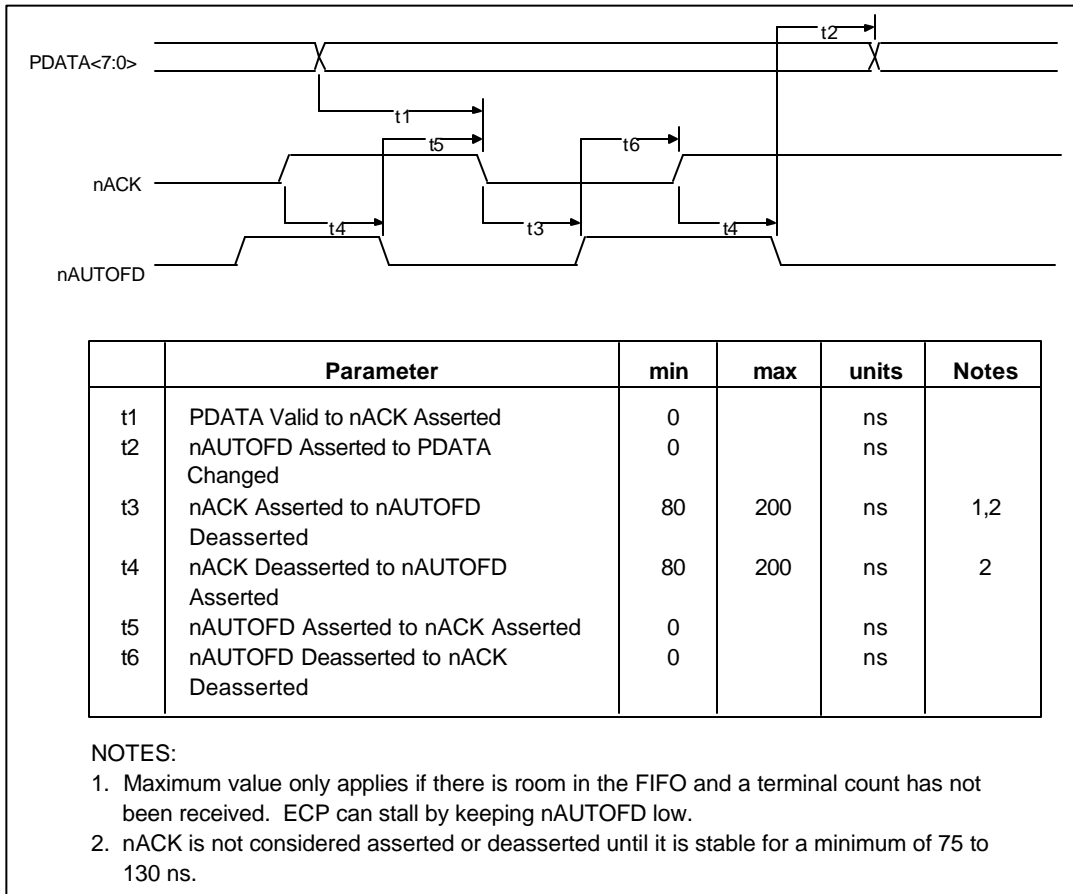 t2
PDATA<7:0>
t1
t5
t6
nACK
t4
t3
t4
nAUTOFD
Parameter min max units Notes
t1 PDATA Valid to nACK Asserted 0 ns
t2 nAUTOFD Asserted to PDATA 0 ns
Changed
t3 nACK Asserted to nAUTOFD 80 200 ns 1,2
Deasserted
t4 nACK Deasserted to nAUTOFD 80 200 ns 2
Asserted
t5 nAUTOFD Asserted to nACK Asserted 0 ns
t6 nAUTOFD Deasserted to nACK 0 ns
Deasserted
NOTES:
1. Maximum value only applies if there is room in the FIFO and a terminal count has not
been received. ECP can stall by keeping nAUTOFD low.
2. nACK is not considered asserted or deasserted until it is stable for a minimum of 75 to
130 ns.